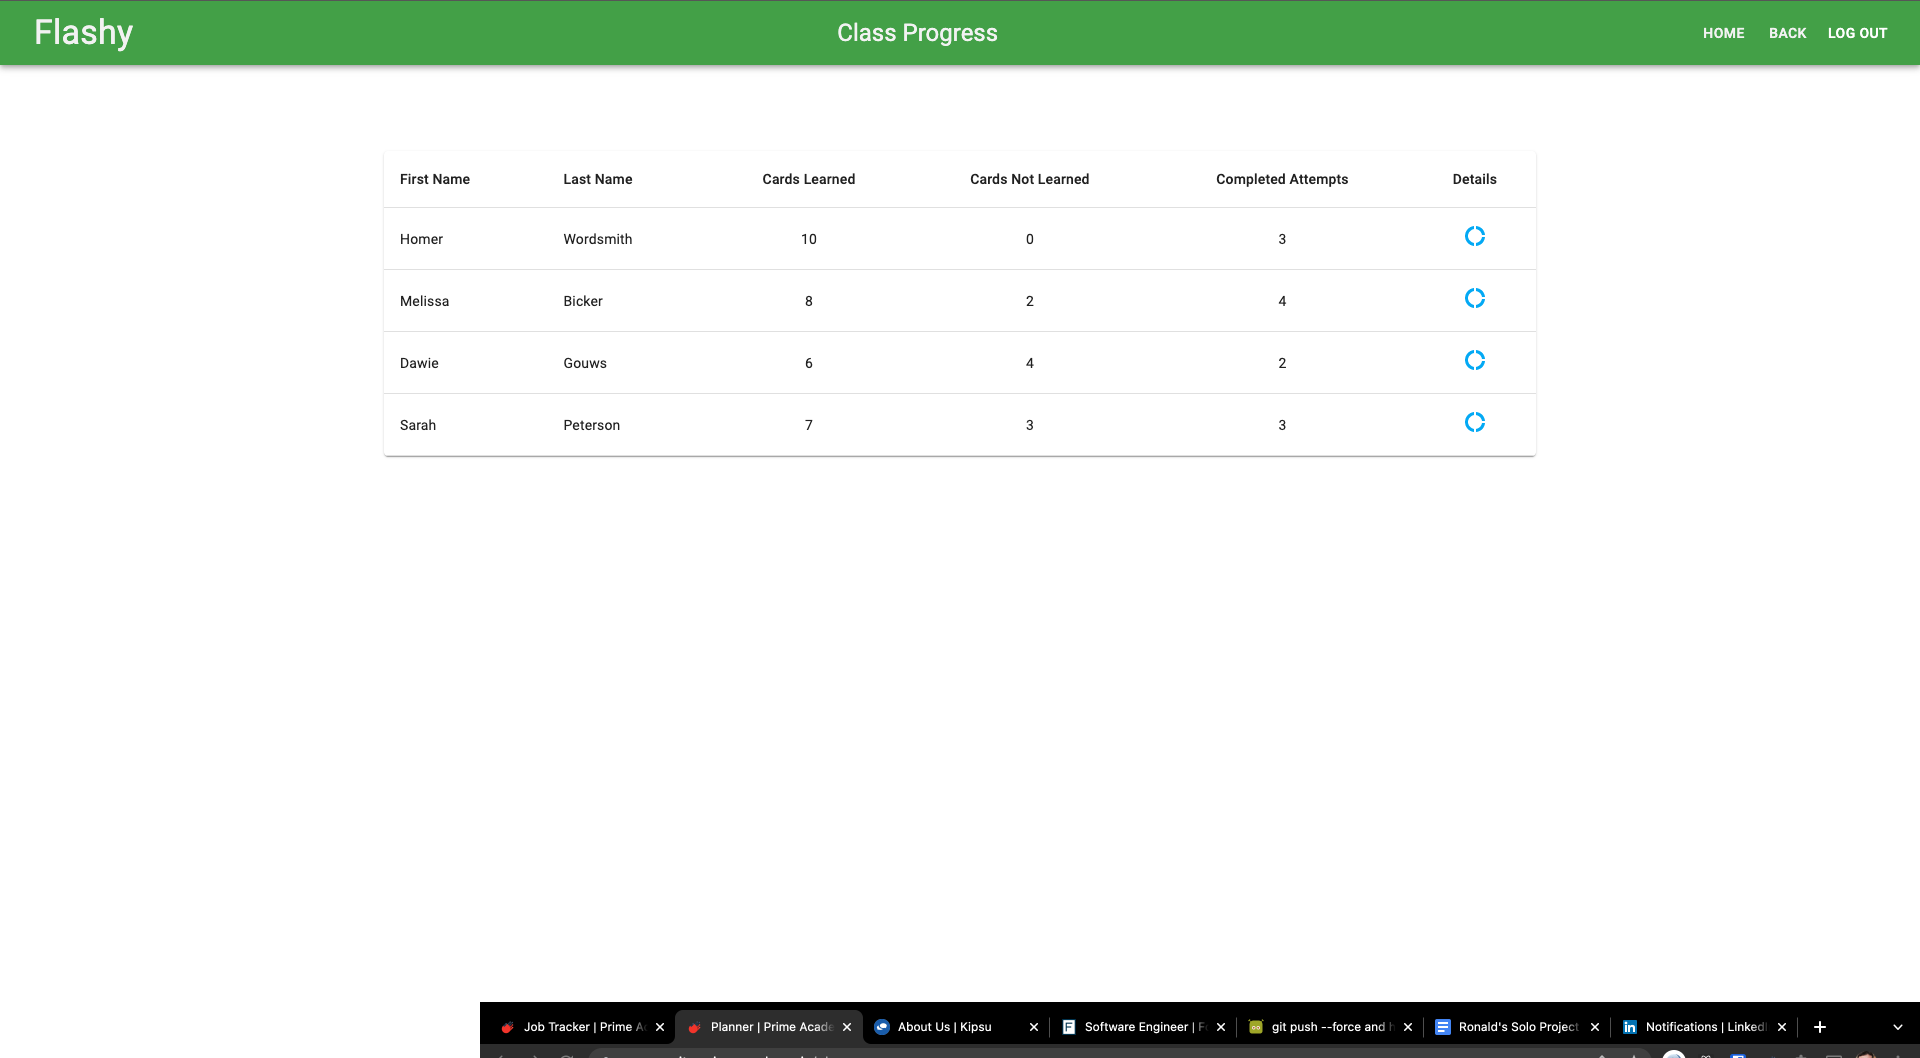 Flashy Class Progress HOME BACK LOG OUT
First Name Last Name Cards Learned Cards Not Learned Completed Attempts Details
Homer Wordsmith 10 0 3
Melissa Bicker 8 2 4
Dawie Gouws 6 4 2
Sarah Peterson 7 3 3
Job Tracker | Prime Ac Planner | Prime Acade About Us | Kipsu Software Engineer | F git push --force and h Ronald's Solo Project Notifications | LinkedI